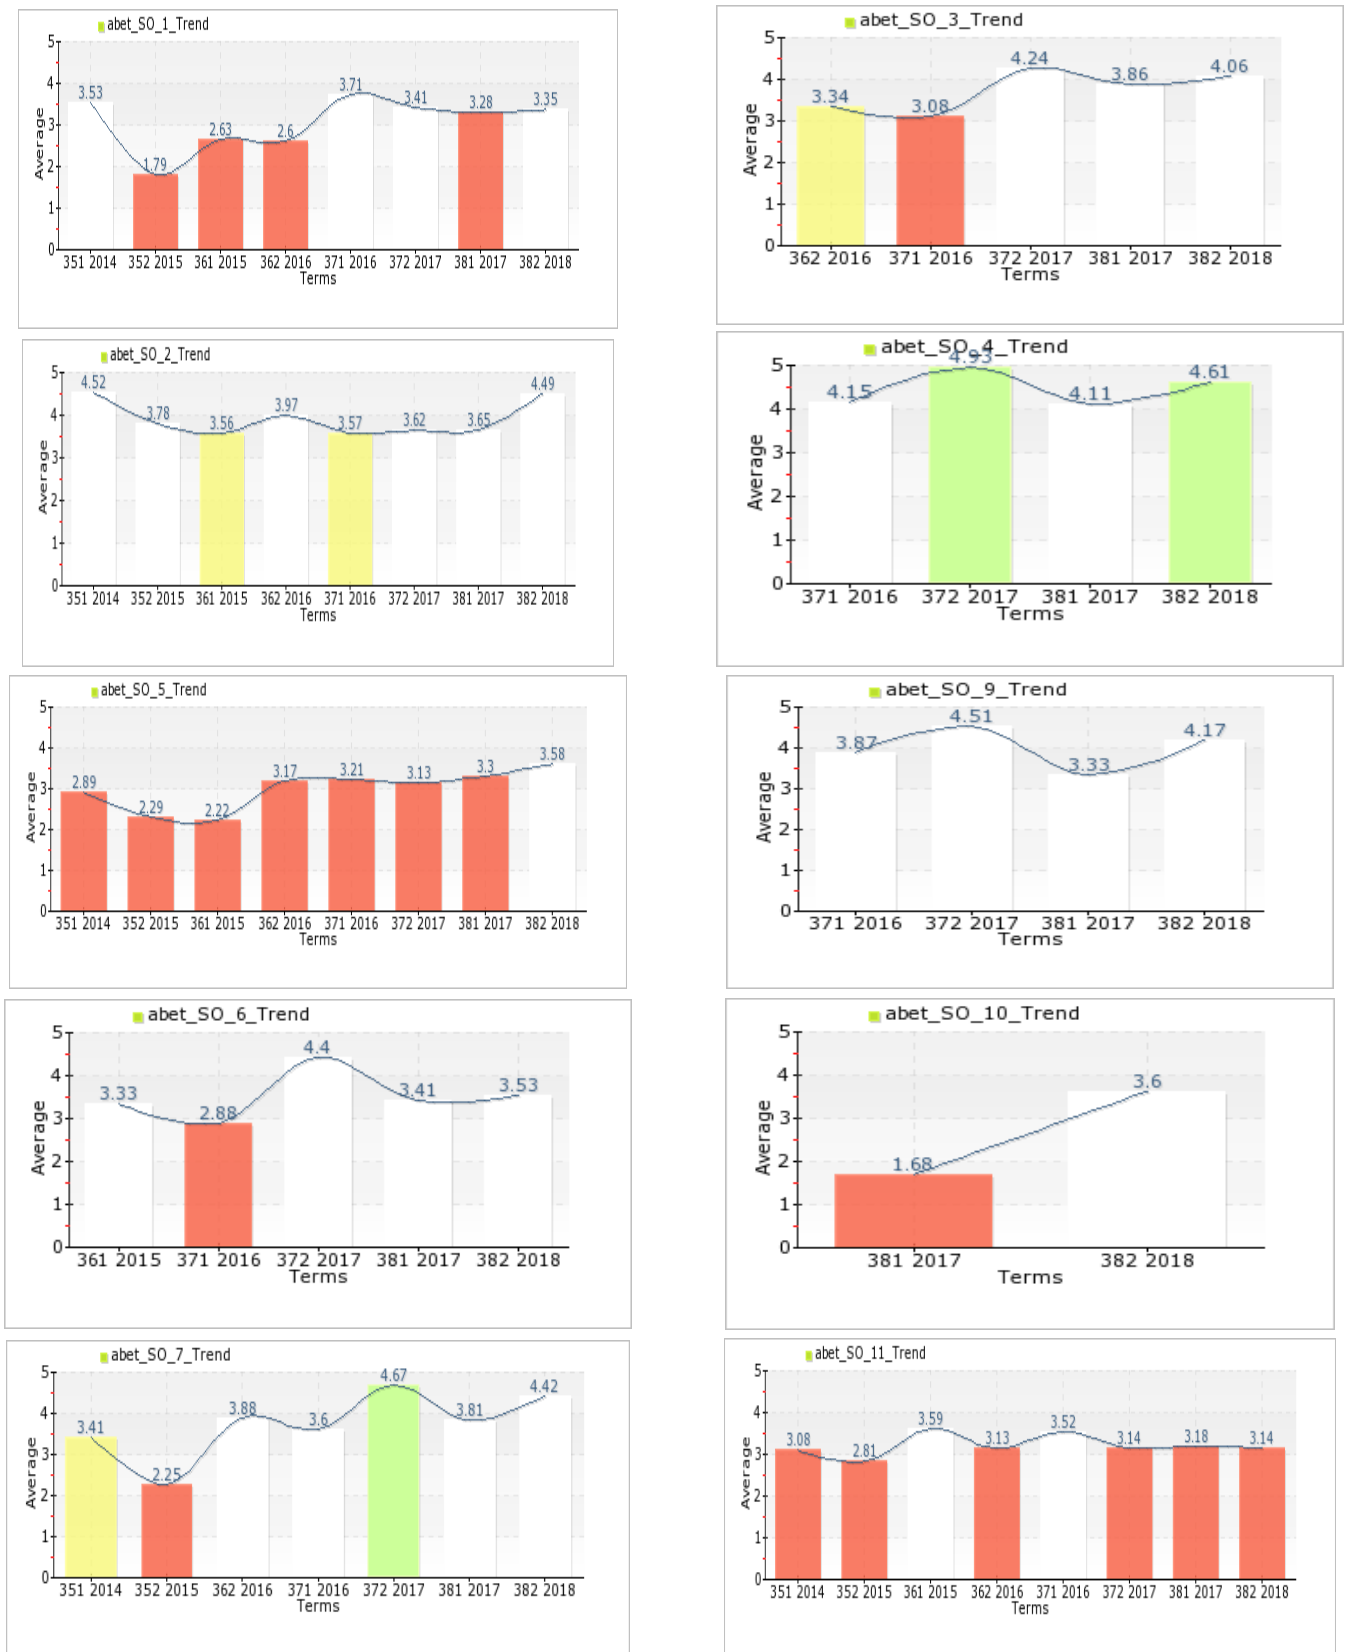 abet_SO_1_Trend
5
4
3
2
1
0
Average
3.53
1.79
2.63
2.6
3.71
3.41
3.28
3.35
351 2014 352 2015 361 2015 362 2016 371 2016 372 2017 381 2017 382 2018
Terms
abet_SO_3_Trend
5
4
3
2
1
0
Average
3.34
3.08
4.24
3.86
4.06
362 2016 371 2016 372 2017 381 2017 382 2018
Terms
abet_SO_2_Trend
5
4
3
2
1
0
Average
4.52
3.78
3.56
3.97
3.57
3.62
3.65
4.49
351 2014 352 2015 361 2015 362 2016 371 2016 372 2017 381 2017 382 2018
Terms
abet_SO_4_Trend
5
4
3
2
1
0
Average
4.15
4.93
4.11
4.61
371 2016 372 2017 381 2017 382 2018
Terms
abet_SO_5_Trend
5
4
3
2
1
0
Average
2.89
2.29
2.22
3.17
3.21
3.13
3.3
3.58
351 2014 352 2015 361 2015 362 2016 371 2016 372 2017 381 2017 382 2018
Terms
abet_SO_9_Trend
5
4
3
2
1
0
Average
3.87
4.51
3.33
4.17
371 2016 372 2017 381 2017 382 2018
Terms
abet_SO_6_Trend
5
4
3
2
1
0
Average
3.33
2.88
4.4
3.41
3.53
361 2015 371 2016 372 2017 381 2017 382 2018
Terms
abet_SO_10_Trend
5
4
3
2
1
0
Average
1.68
3.6
381 2017 382 2018
Terms
abet_SO_7_Trend
5
4
3
2
1
0
Average
3.41
2.25
3.88
3.6
4.67
3.81
4.42
351 2014 352 2015 362 2016 371 2016 372 2017 381 2017 382 2018
Terms
abet_SO_11_Trend
5
4
3
2
1
0
Average
3.08
2.81
3.59
3.13
3.52
3.14
3.18
3.14
351 2014 352 2015 361 2015 362 2016 371 2016 372 2017 381 2017 382 2018
Terms